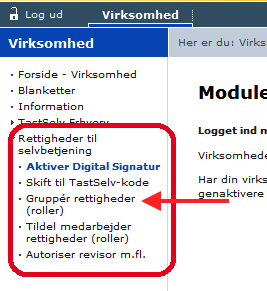 Log ud
Virksomhed
Virksomhed
Her er du: Virks
Forside - Virksomhed
Blanketter
Information
TastSelv Erhverv
Rettigheder til
selvbetjening
Aktiver Digital Signatur
Skift til TastSelv-kode
Gruppér rettigheder
(roller)
Tildel medarbejder
rettigheder (roller)
Autoriser revisor m.fl.
Module
Logget ind m
Virksomhede
Har din virks
genaktivere